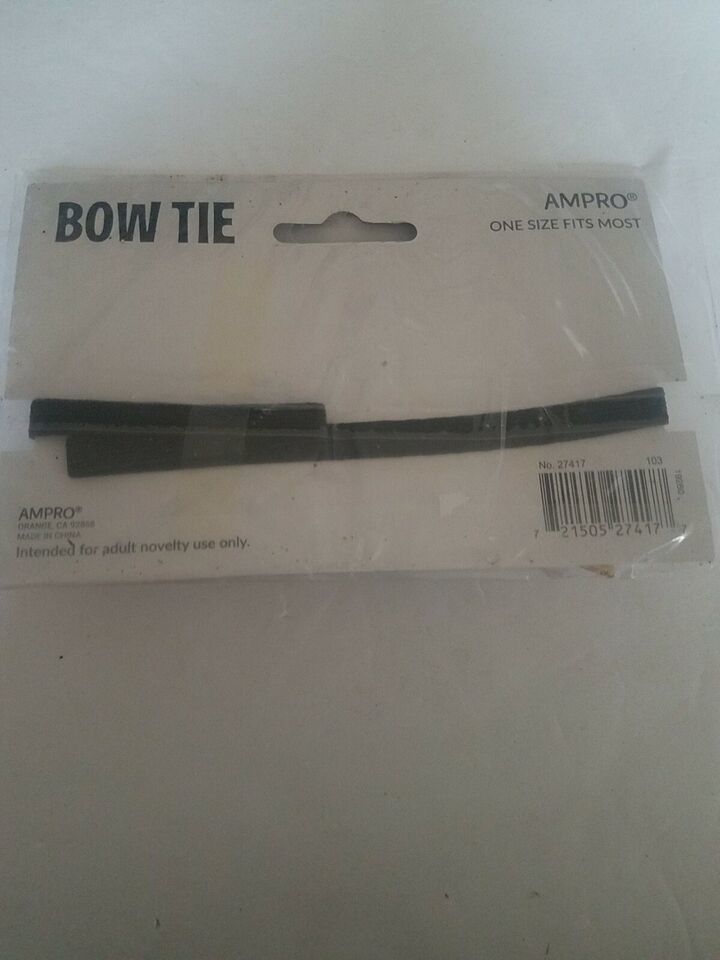 BOW TIE
AMPRO®
ONE SIZE FITS MOST
No. 27417 103
19260
7 21505 27417 7
AMPRO®
ORANGE, CA 92868
MADE IN CHINA
Intended for adult novelty use only.